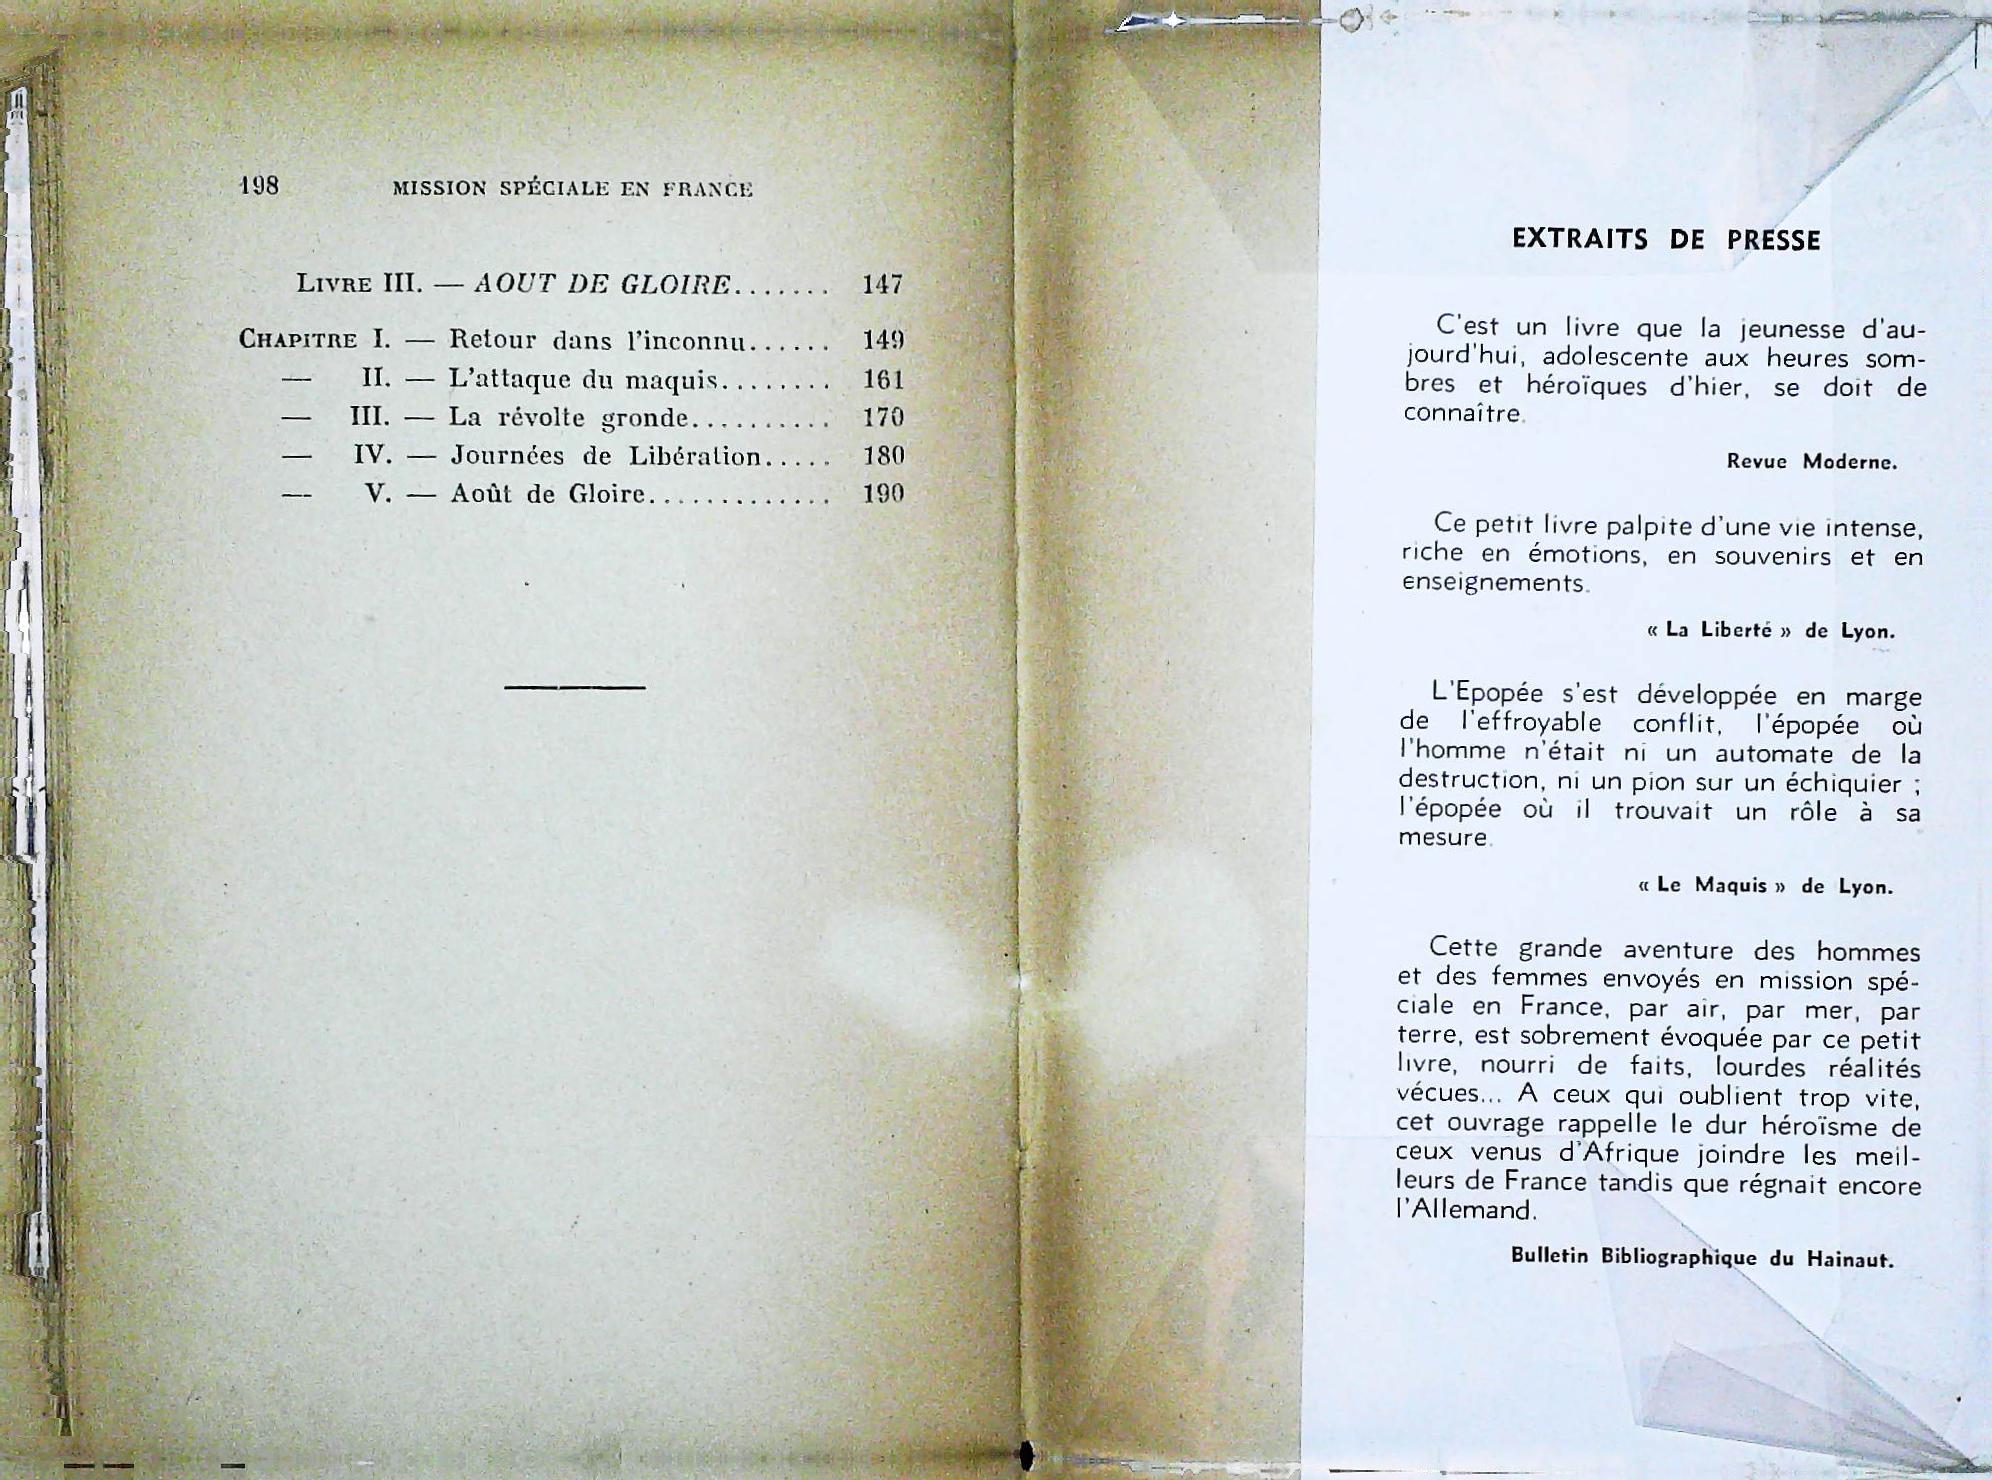 198 MISSION SPÉCIALE EN FRANCE
LIVRE III. — AOUT DE GLOIRE....... 147
CHAPITRE I. — Retour dans l'inconnu...... 149
— II. — L'attaque du maquis........ 161
— III. — La révolte gronde.......... 170
— IV. — Journées de Libération..... 180
— V. — Août de Gloire............. 190
EXTRAITS DE PRESSE
C'est un livre que la jeunesse d'au-
jourd'hui, adolescente aux heures som-
bres et héroïques d'hier, se doit de
connaître.
Revue Moderne.
Ce petit livre palpite d'une vie intense,
riche en émotions, en souvenirs et en
enseignements.
« La Liberté » de Lyon.
L'Epopée s'est développée en marge
de l'effroyable conflit, l'épopée où
l'homme n'était ni un automate de la
destruction, ni un pion sur un échiquier ;
l'épopée où il trouvait un rôle à sa
mesure.
« Le Maquis » de Lyon.
Cette grande aventure des hommes
et des femmes envoyés en mission spé-
ciale en France, par air, par mer, par
terre, est sobrement évoquée par ce petit
livre, nourri de faits, lourdes réalités
vécues... A ceux qui oublient trop vite,
cet ouvrage rappelle le dur héroïsme de
ceux venus d'Afrique joindre les meil-
leurs de France tandis que régnait encore
l'Allemand.
Bulletin Bibliographique du Hainaut.